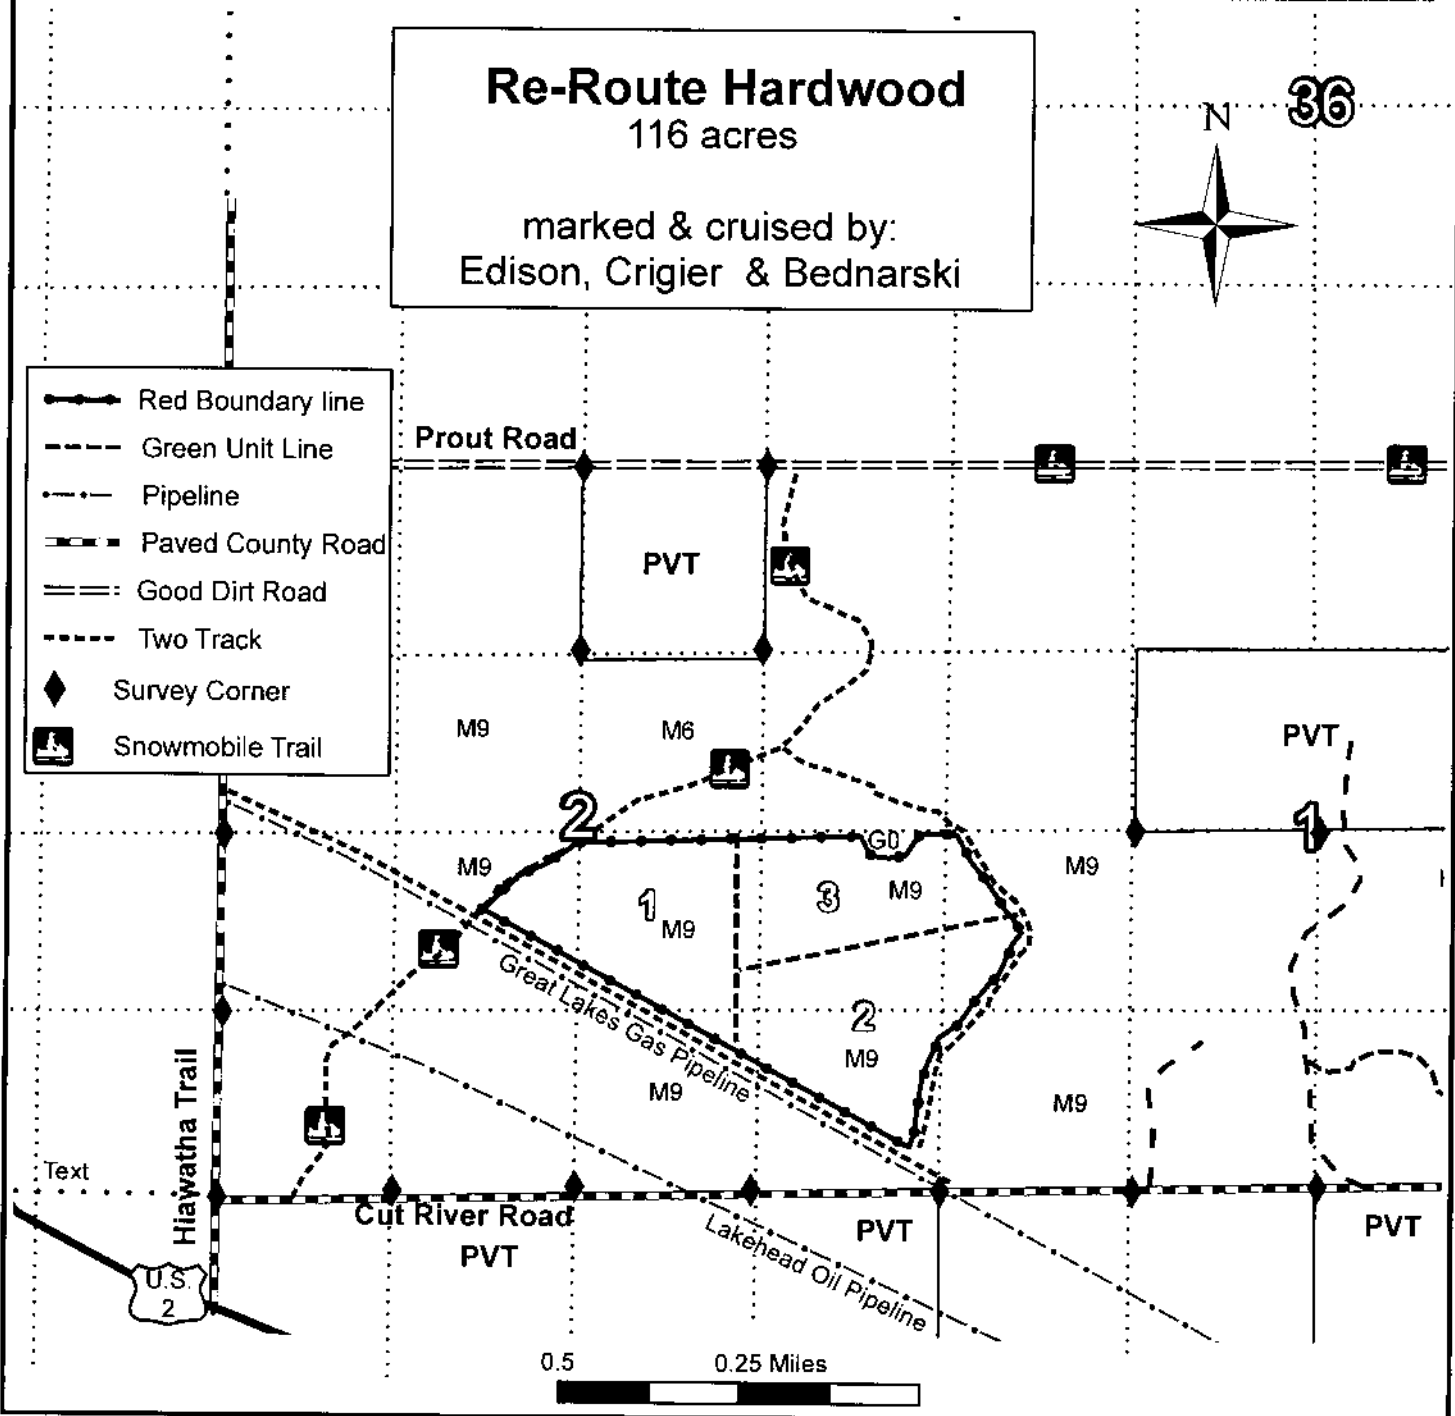 Re-Route Hardwood
116 acres
marked & cruised by:
Edison, Crigier & Bednarski
36
N
Red Boundary line
Green Unit Line
Pipeline
Paved County Road
Good Dirt Road
Two Track
Survey Corner
Snowmobile Trail
Prout Road
PVT
M9
M6
PVT
2
1
G0
M9
M9
1
3
M9
M9
Great Lakes Gas Pipeline
2
M9
M9
M9
Hiawatha Trail
Text
Cut River Road
PVT
PVT
PVT
Lakehead Oil Pipeline
U.S.
2
0.5
0.25 Miles